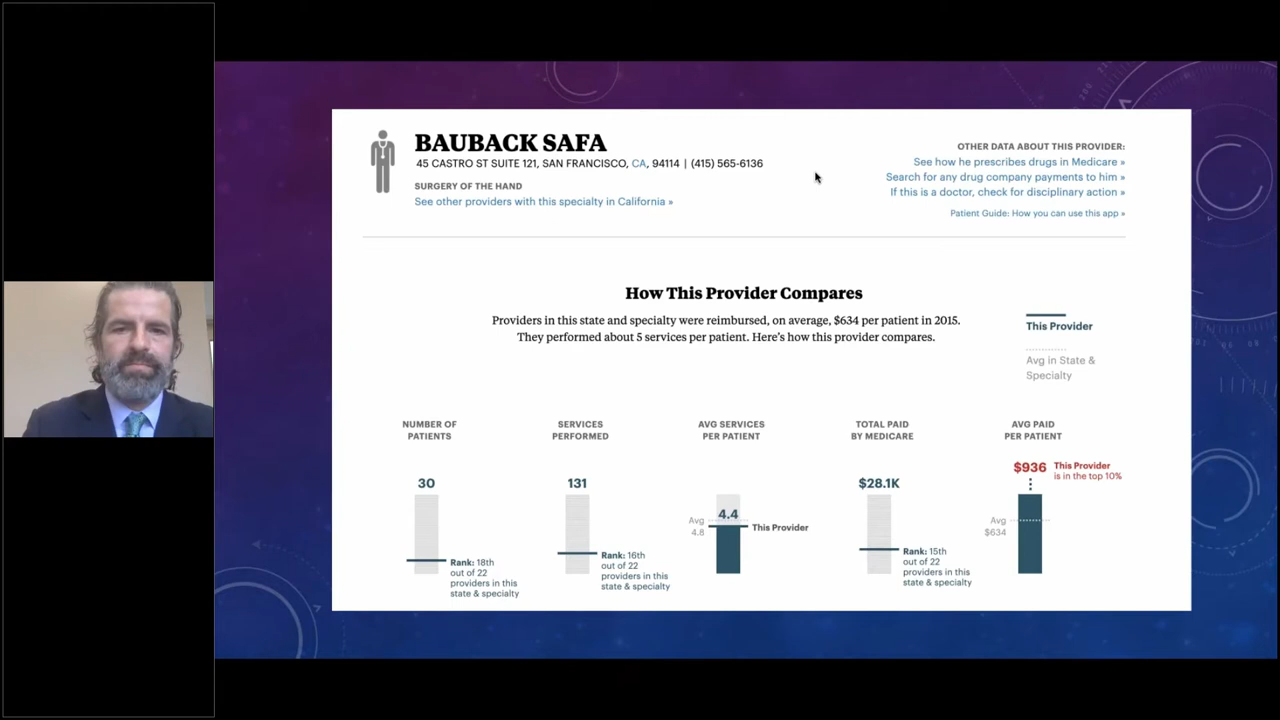 BAUBACK SAFA
45 CASTRO ST SUITE 121, SAN FRANCISCO, CA, 94114 | (415) 565-6136
SURGERY OF THE HAND
See other providers with this specialty in California »
OTHER DATA ABOUT THIS PROVIDER:
See how he prescribes drugs in Medicare »
Search for any drug company payments to him »
If this is a doctor, check for disciplinary action »
Patient Guide: How you can use this app »
How This Provider Compares
Providers in this state and specialty were reimbursed, on average, $634 per patient in 2015.
They performed about 5 services per patient. Here's how this provider compares.
This Provider
Avg in State &
Specialty
NUMBER OF
PATIENTS
30
Rank: 18th
out of 22
providers in this
state & specialty
SERVICES
PERFORMED
131
Rank: 16th
out of 22
providers in this
state & specialty
AVG SERVICES
PER PATIENT
4.4
Avg
4.8
This Provider
TOTAL PAID
BY MEDICARE
$28.1K
Rank: 15th
out of 22
providers in this
state & specialty
AVG PAID
PER PATIENT
$936
This Provider
is in the top 10%
Avg
$634